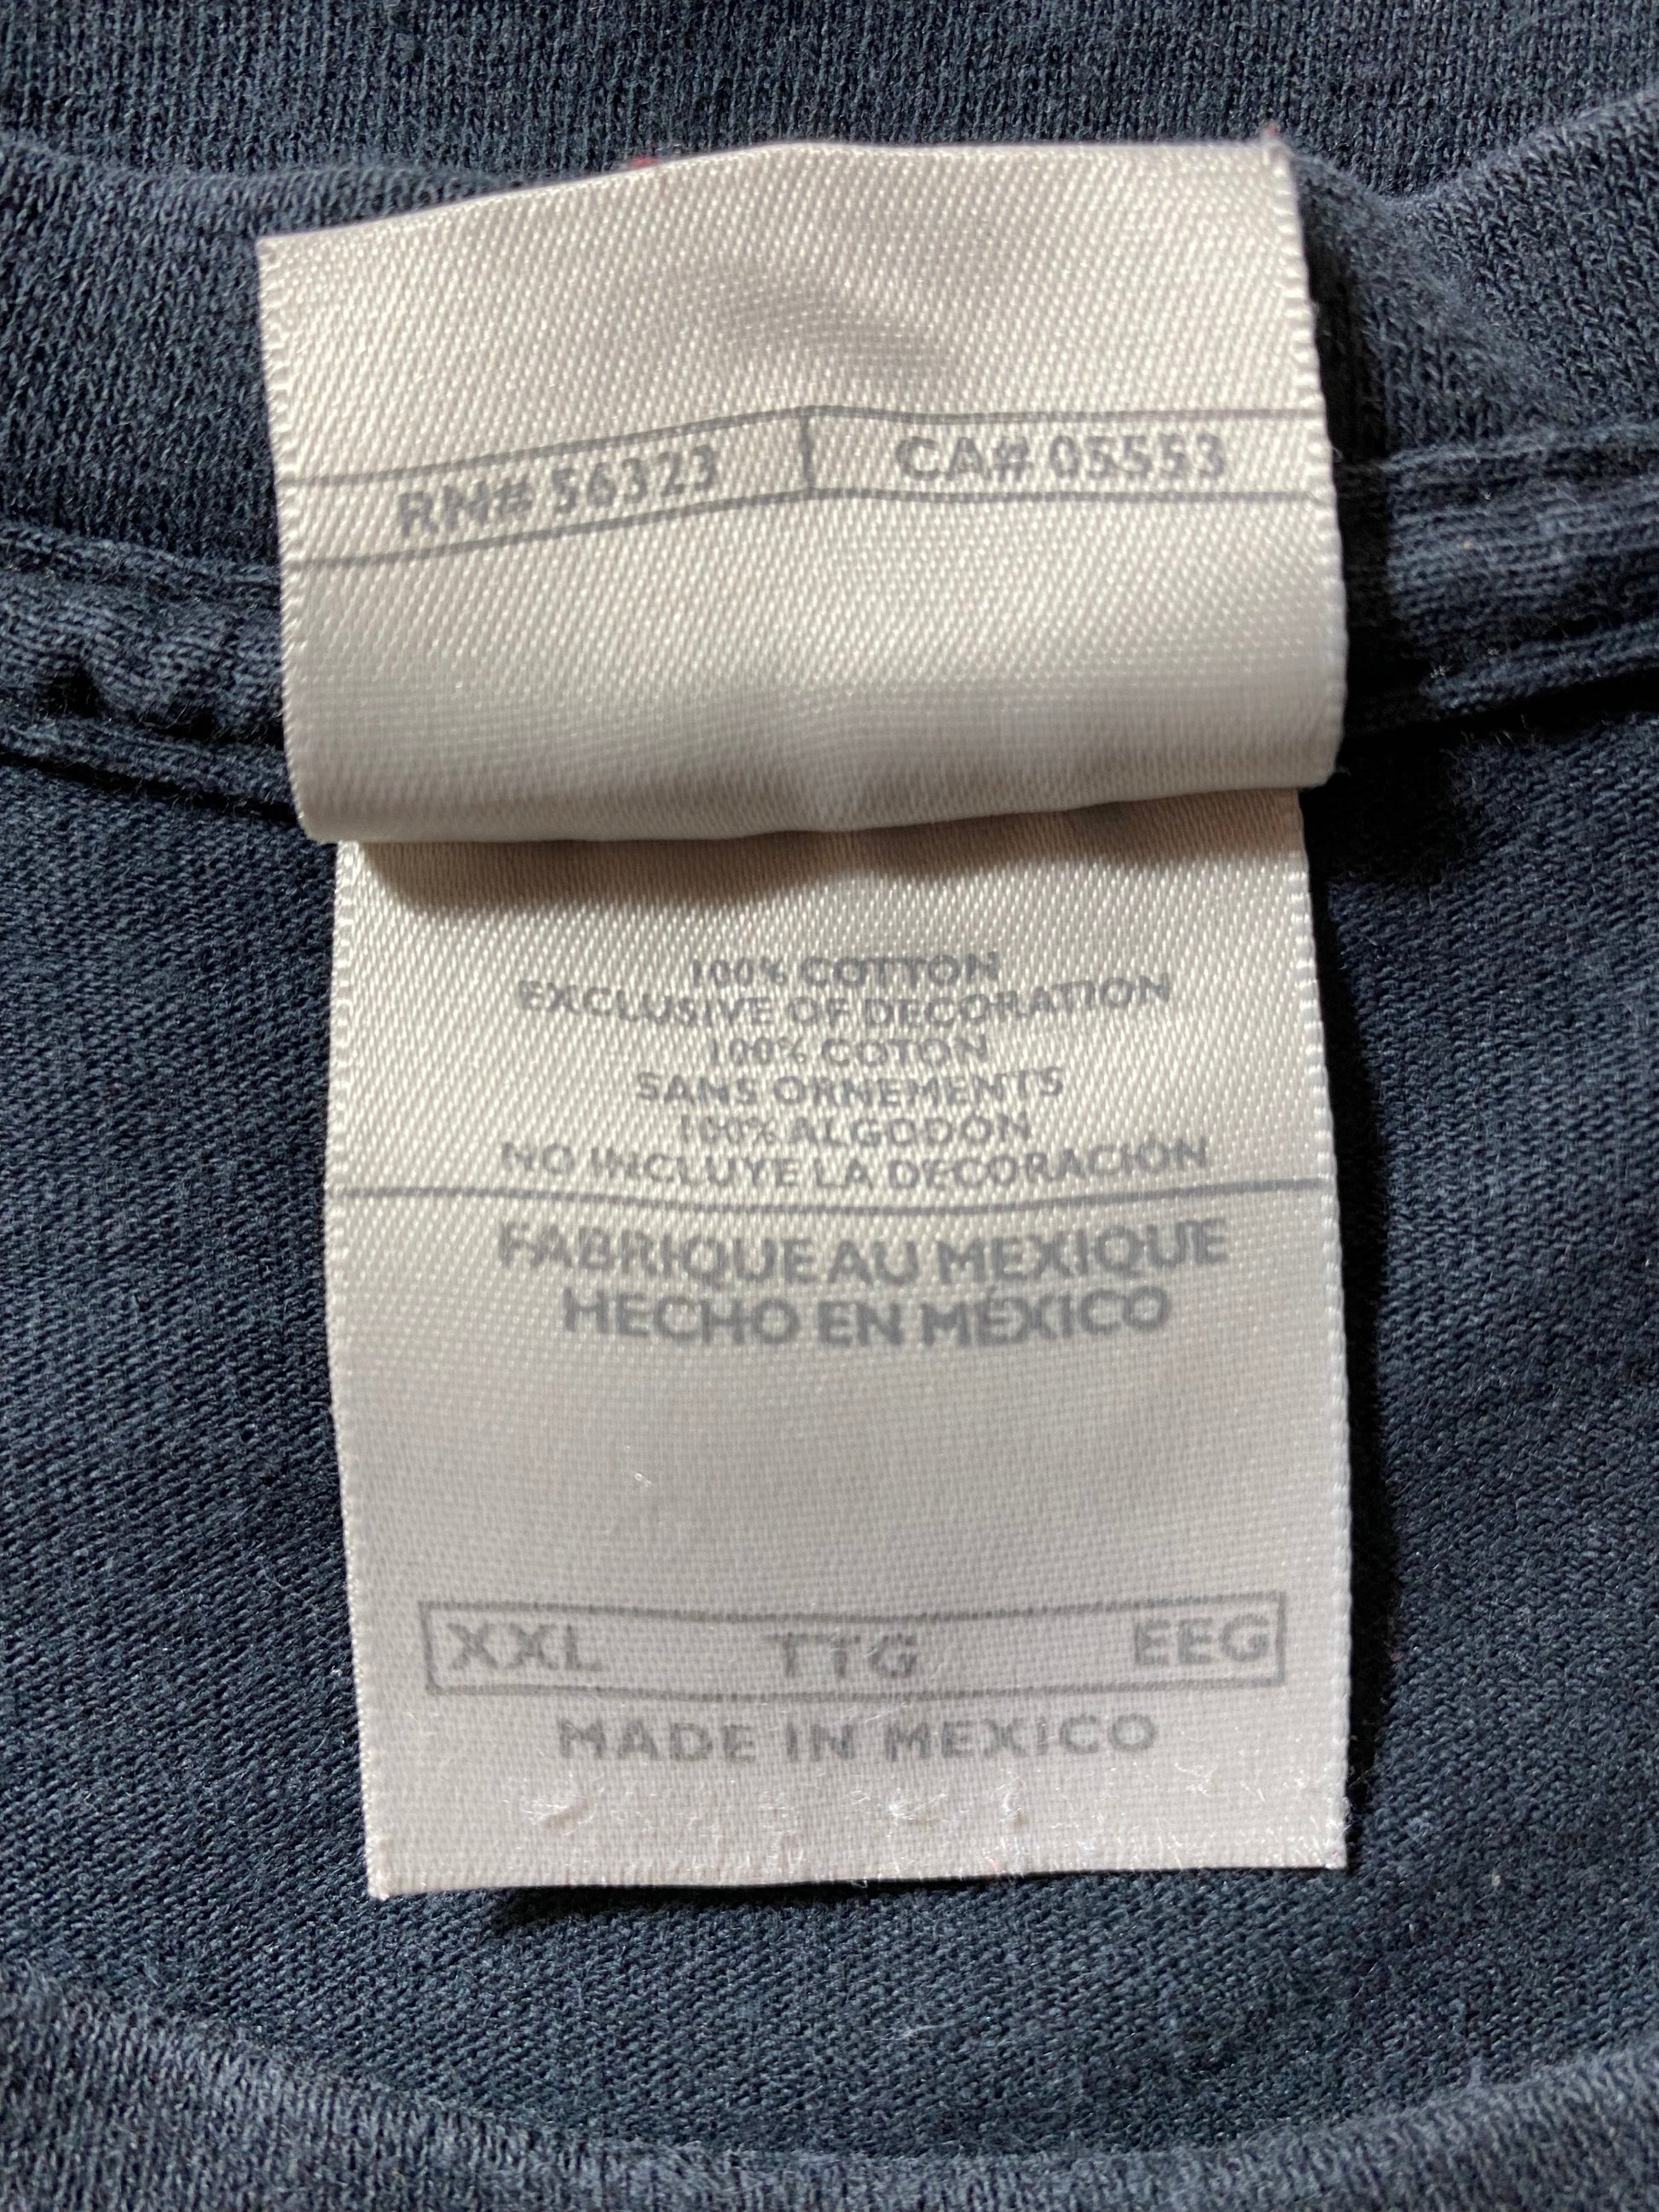 RN# 56323 CA# 05553
100% COTTON
EXCLUSIVE OF DECORATION
100% COTON
SANS ORNEMENTS
100% ALGODÓN
NO INCLUYE LA DECORACIÓN
FABRIQUE AU MEXIQUE
HECHO EN MÉXICO
XXL TTG EEG
MADE IN MEXICO